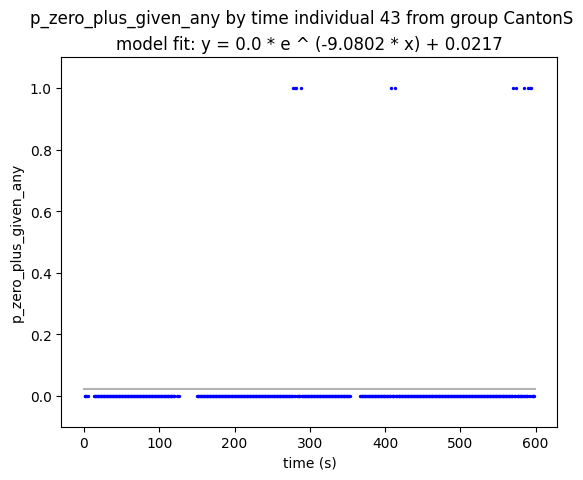 p_zero_plus_given_any by time individual 43 from group CantonS
model fit: y = 0.0 * e ^ (-9.0802 * x) + 0.0217
1.0
0.8
0.6
0.4
0.2
0.0
p_zero_plus_given_any
0 100 200 300 400 500 600
time (s)